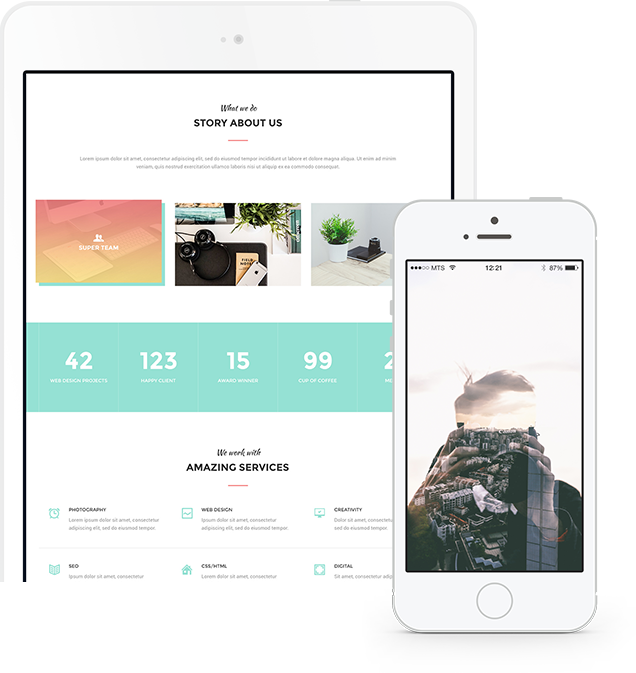 What we do
STORY ABOUT US
Lorem ipsum dolor sit amet, consectetur adipiscing elit, sed do eiusmod tempor incididunt ut labore et dolore magna aliqua. Ut enim ad minim
veniam, quis nostrud exercitation ullamco laboris nisi ut aliquip ex ea commodo consequat.
SUPER TEAM
FIELD NOTES
42
123
15
99
2
WEB DESIGN PROJECTS
HAPPY CLIENT
AWARD WINNER
CUP OF COFFEE
ME
We work with
AMAZING SERVICES
PHOTOGRAPHY
Lorem ipsum dolor sit amet, consectetur
adipiscing elit, sed do eiusmod tempor.
WEB DESIGN
Ipsum dolor sit amet, consectetur
adipiscing elit, sed do eiusmod tempor.
CREATIVITY
Dolor sit amet, consectetur
adipiscing elit, sed do
SEO
Ipsum dolor sit amet, consectetur
CSS/HTML
Lorem ipsum dolor sit amet, consectetur
DIGITAL
Sit amet, consectetur adipiscing
MTS
12:21
87%